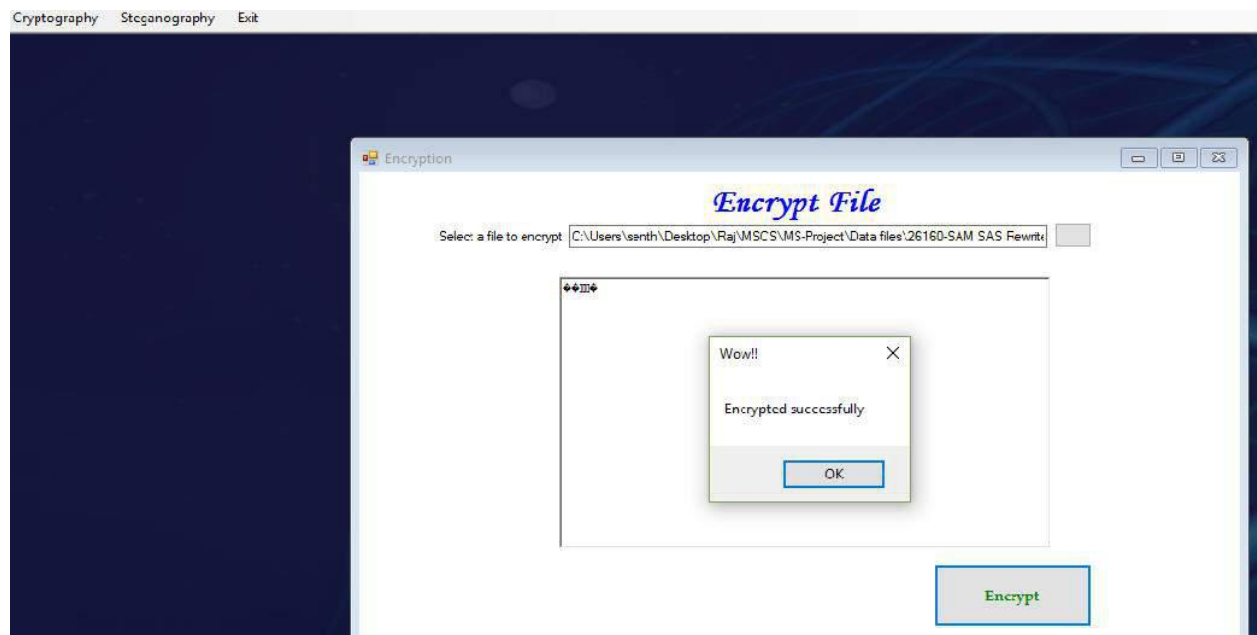 Cryptography Steganography Exit
Encryption
Encrypt File
Select a file to encrypt C:\Users\senth\Desktop\Raj\MSCS\MS-Project\Data files\26160-SAM SAS Rewrite
Wow!!
Encrypted successfully
OK
Encrypt